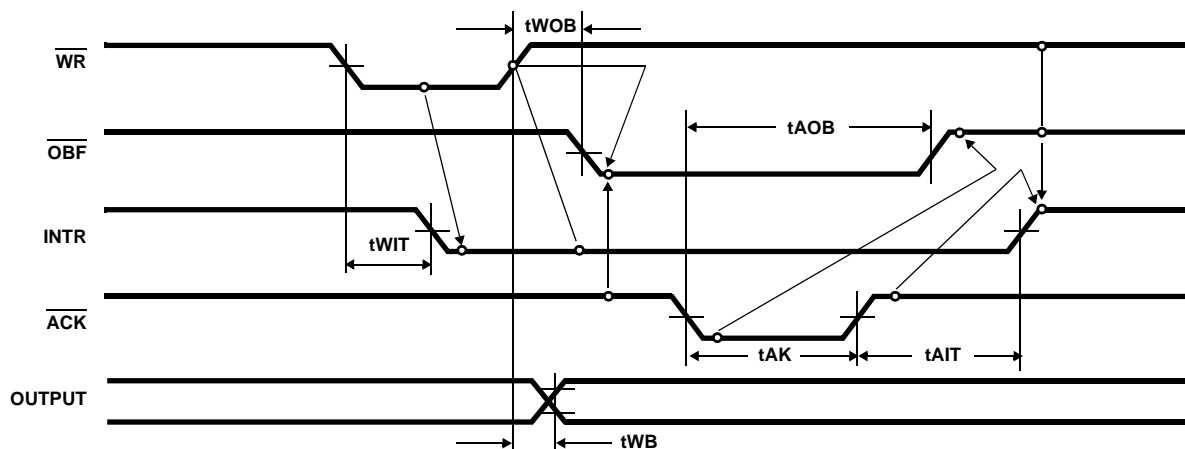 tWOB
WR
OBF
tAOB
INTR
tWIT
ACK
tAK
tAIT
OUTPUT
tWB